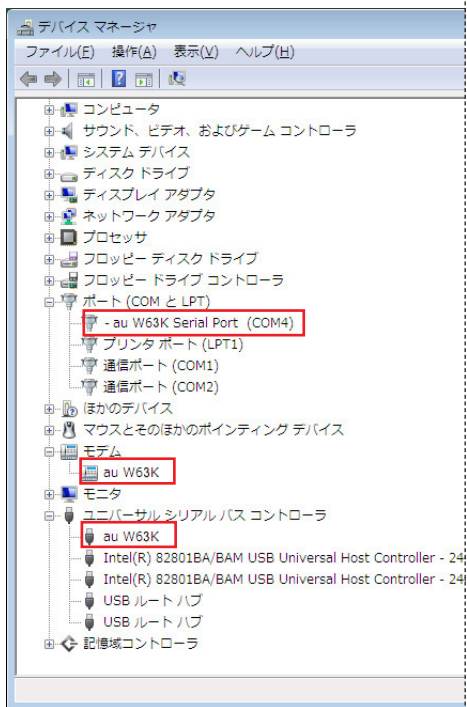 デバイス マネージャ
ファイル(F) 操作(A) 表示(V) ヘルプ(H)
コンピュータ
サウンド、ビデオ、およびゲーム コントローラ
システム デバイス
ディスク ドライブ
ディスプレイ アダプタ
ネットワーク アダプタ
プロセッサ
フロッピー ディスク ドライブ
フロッピー ドライブ コントローラ
ポート (COM と LPT)
- au W63K Serial Port (COM4)
プリンタ ポート (LPT1)
通信ポート (COM1)
通信ポート (COM2)
ほかのデバイス
マウスとそのほかのポインティング デバイス
モデム
au W63K
モニタ
ユニバーサル シリアル バス コントローラ
au W63K
Intel(R) 82801BA/BAM USB Universal Host Controller - 24
Intel(R) 82801BA/BAM USB Universal Host Controller - 24
USB ルート ハブ
USB ルート ハブ
記憶域コントローラ